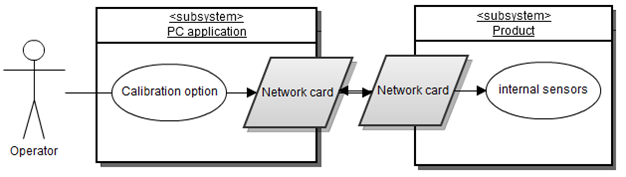 <subsystem>
PC application
<subsystem>
Product
Calibration option
Network card
Network card
internal sensors
Operator